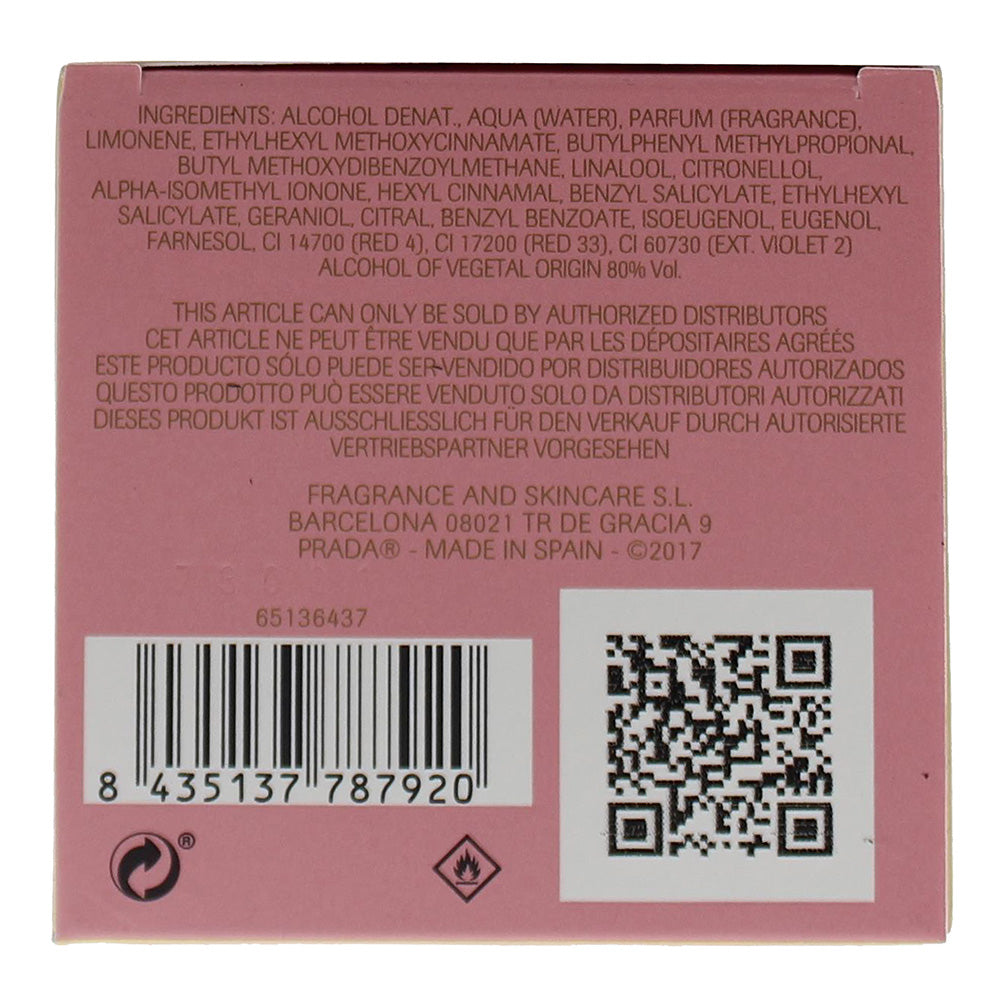 INGREDIENTS: ALCOHOL DENAT., AQUA (WATER), PARFUM (FRAGRANCE),
LIMONENE, ETHYLHEXYL METHOXYCINNAMATE, BUTYLPHENYL METHYLPROPIONAL,
BUTYL METHOXYDIBENZOYLMETHANE, LINALOOL, CITRONELLOL,
ALPHA-ISOMETHYL IONONE, HEXYL CINNAMAL, BENZYL SALICYLATE, ETHYLHEXYL
SALICYLATE, GERANIOL, CITRAL, BENZYL BENZOATE, ISOEUGENOL, EUGENOL,
FARNESOL, CI 14700 (RED 4), CI 17200 (RED 33), CI 60730 (EXT. VIOLET 2)
ALCOHOL OF VEGETAL ORIGIN 80% Vol.
THIS ARTICLE CAN ONLY BE SOLD BY AUTHORIZED DISTRIBUTORS
CET ARTICLE NE PEUT ÊTRE VENDU QUE PAR LES DÉPOSITAIRES AGRÉÉS
ESTE PRODUCTO SÓLO PUEDE SER VENDIDO POR DISTRIBUIDORES AUTORIZADOS
QUESTO PRODOTTO PUÒ ESSERE VENDUTO SOLO DA DISTRIBUTORI AUTORIZZATI
DIESES PRODUKT IST AUSSCHLIESSLICH FÜR DEN VERKAUF DURCH AUTORISIERTE
VERTRIEBSPARTNER VORGESEHEN
FRAGRANCE AND SKINCARE S.L.
BARCELONA 08021 TR DE GRACIA 9
PRADA® - MADE IN SPAIN - ©2017
65136437
8 435137 787920
®